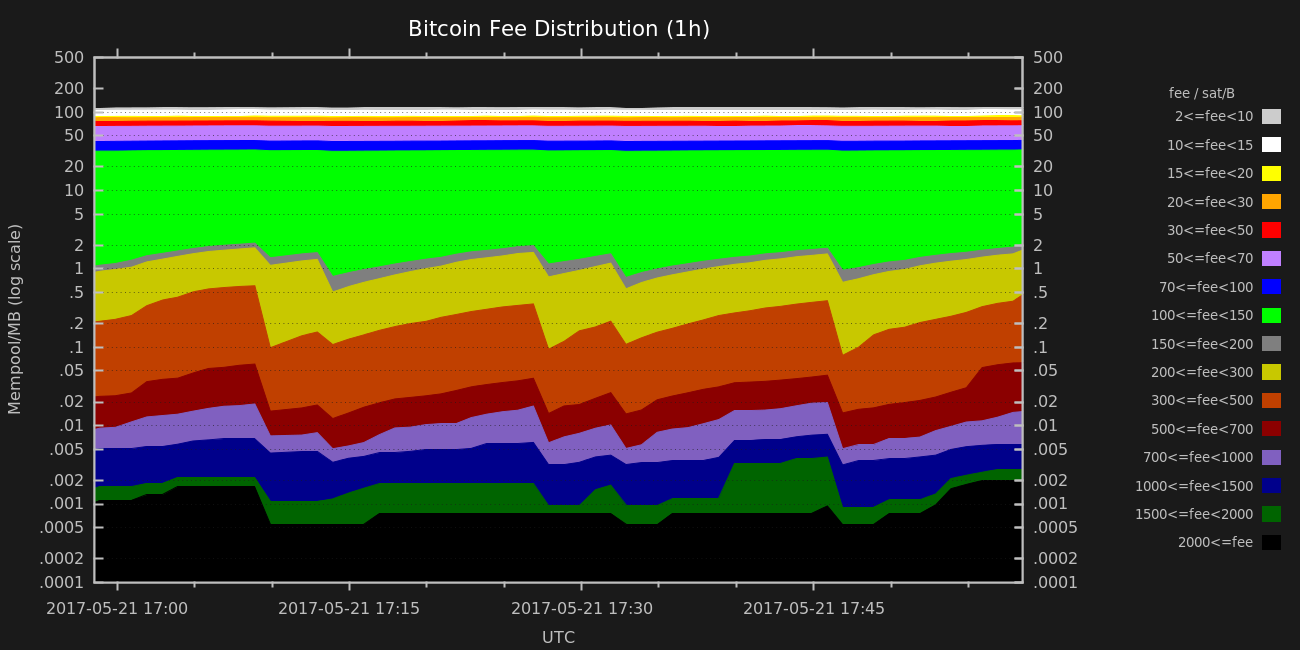 Bitcoin Fee Distribution (1h)
500 500
200 200
100 100
50 50
20 20
10 10
5 5
2 2
1 1
.5 .5
.2 .2
.1 .1
.05 .05
.02 .02
.01 .01
.005 .005
.002 .002
.001 .001
.0005 .0005
.0002 .0002
.0001 .0001
Mempool/MB (log scale)
2017-05-21 17:00 2017-05-21 17:15 2017-05-21 17:30 2017-05-21 17:45
UTC
fee / sat/B
2<=fee<10
10<=fee<15
15<=fee<20
20<=fee<30
30<=fee<50
50<=fee<70
70<=fee<100
100<=fee<150
150<=fee<200
200<=fee<300
300<=fee<500
500<=fee<700
700<=fee<1000
1000<=fee<1500
1500<=fee<2000
2000<=fee